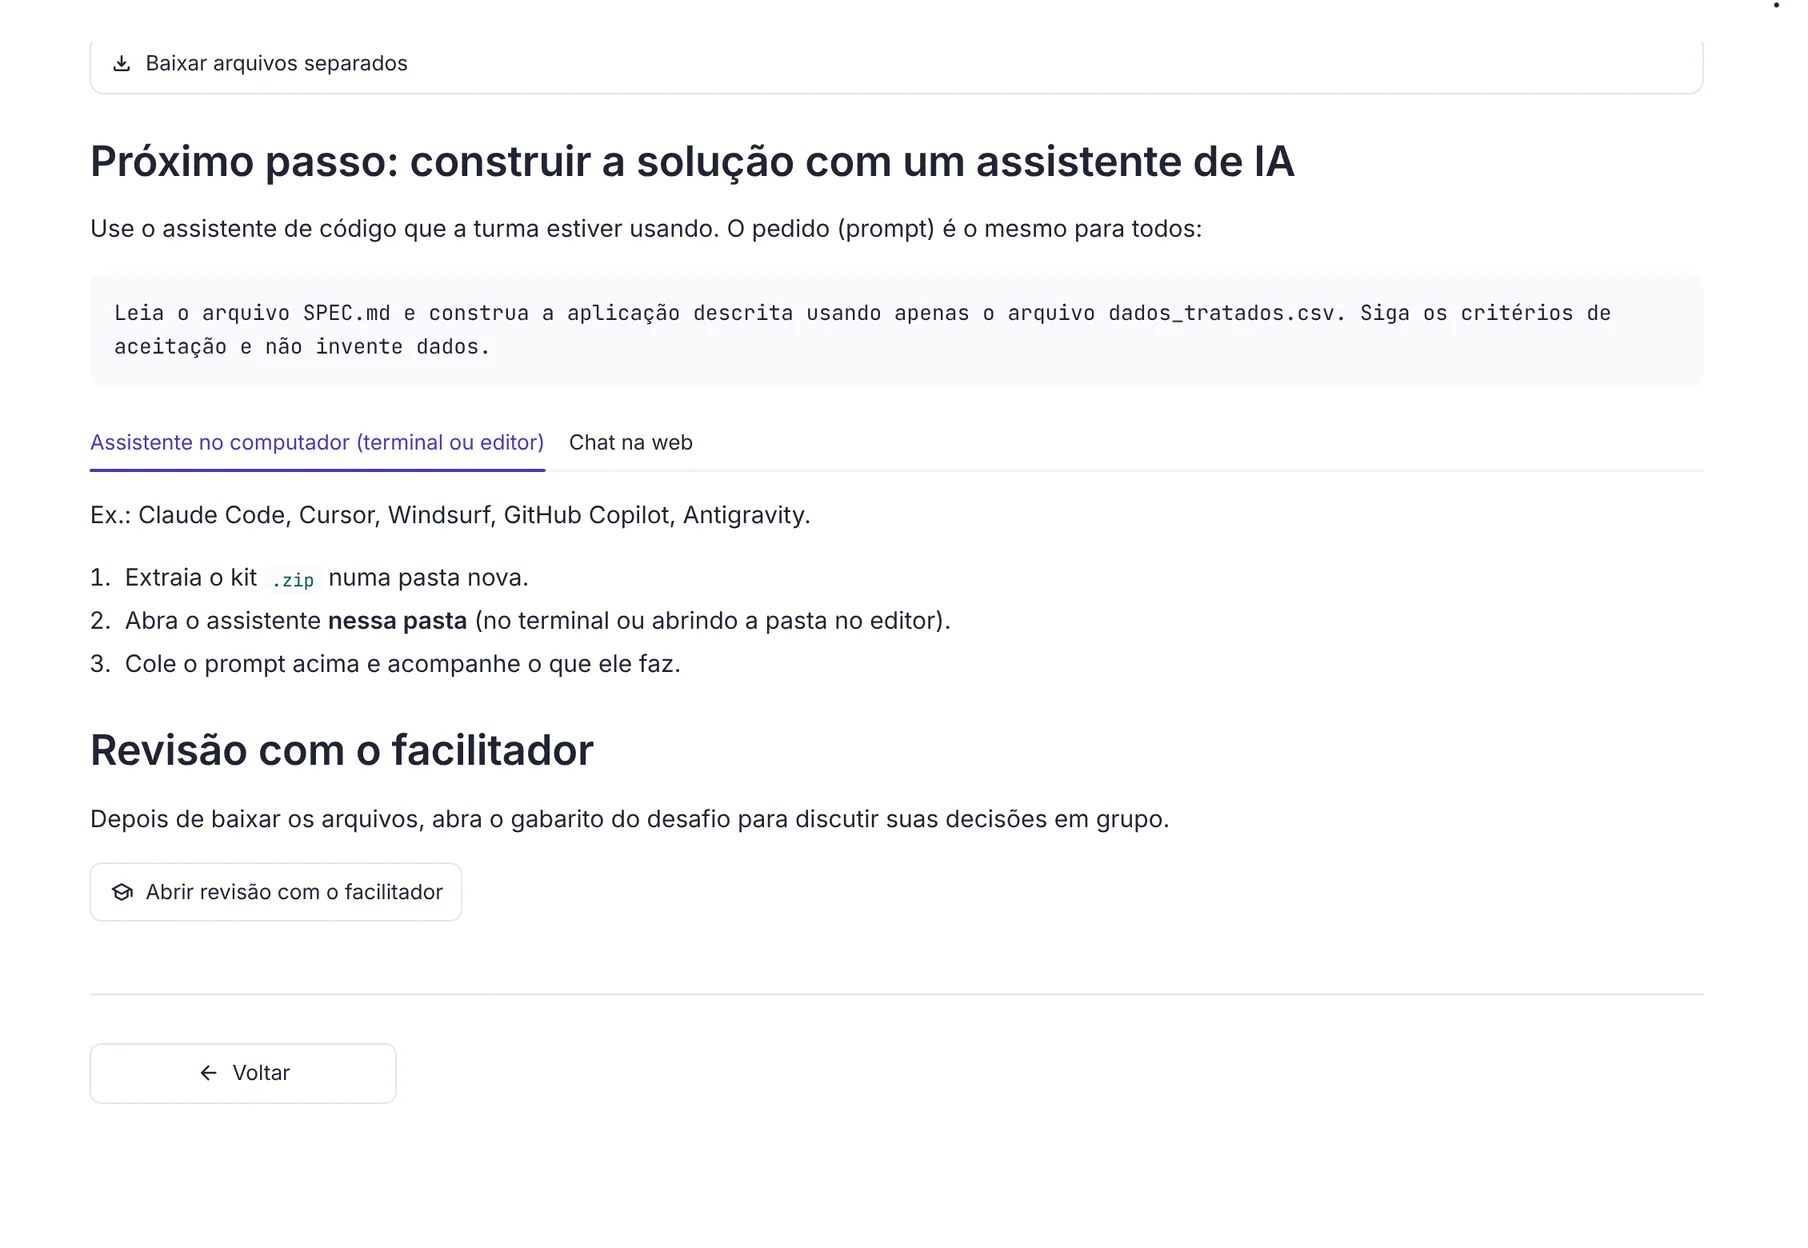 Baixar arquivos separados
Próximo passo: construir a solução com um assistente de IA
Use o assistente de código que a turma estiver usando. O pedido (prompt) é o mesmo para todos:
Leia o arquivo SPEC.md e construa a aplicação descrita usando apenas o arquivo dados_tratados.csv. Siga os critérios de
aceitação e não invente dados.
Assistente no computador (terminal ou editor) Chat na web
Ex.: Claude Code, Cursor, Windsurf, GitHub Copilot, Antigravity.
1. Extraia o kit .zip numa pasta nova.
2. Abra o assistente nessa pasta (no terminal ou abrindo a pasta no editor).
3. Cole o prompt acima e acompanhe o que ele faz.
Revisão com o facilitador
Depois de baixar os arquivos, abra o gabarito do desafio para discutir suas decisões em grupo.
Abrir revisão com o facilitador
← Voltar